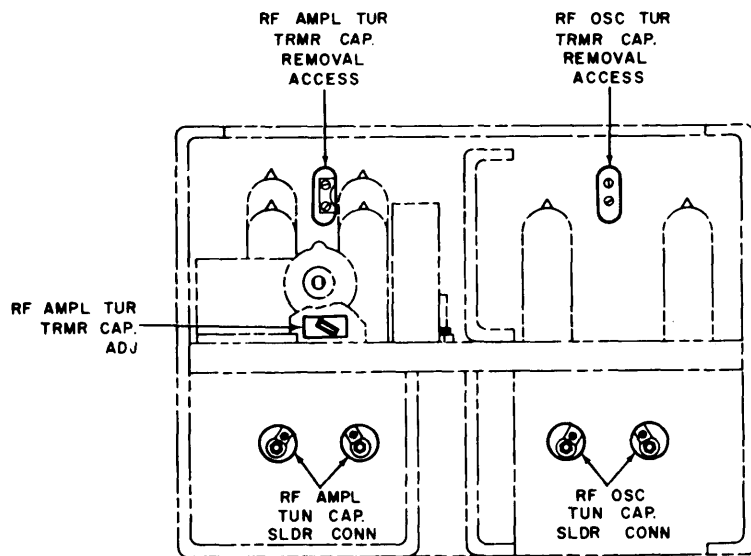 RF AMPL TUR
TRMR CAP.
REMOVAL
ACCESS
RF OSC TUR
TRMR CAP.
REMOVAL
ACCESS
RF AMPL TUR
TRMR CAP.
ADJ
RF AMPL
TUN CAP.
SLDR CONN
RF OSC
TUN CAP.
SLDR CONN